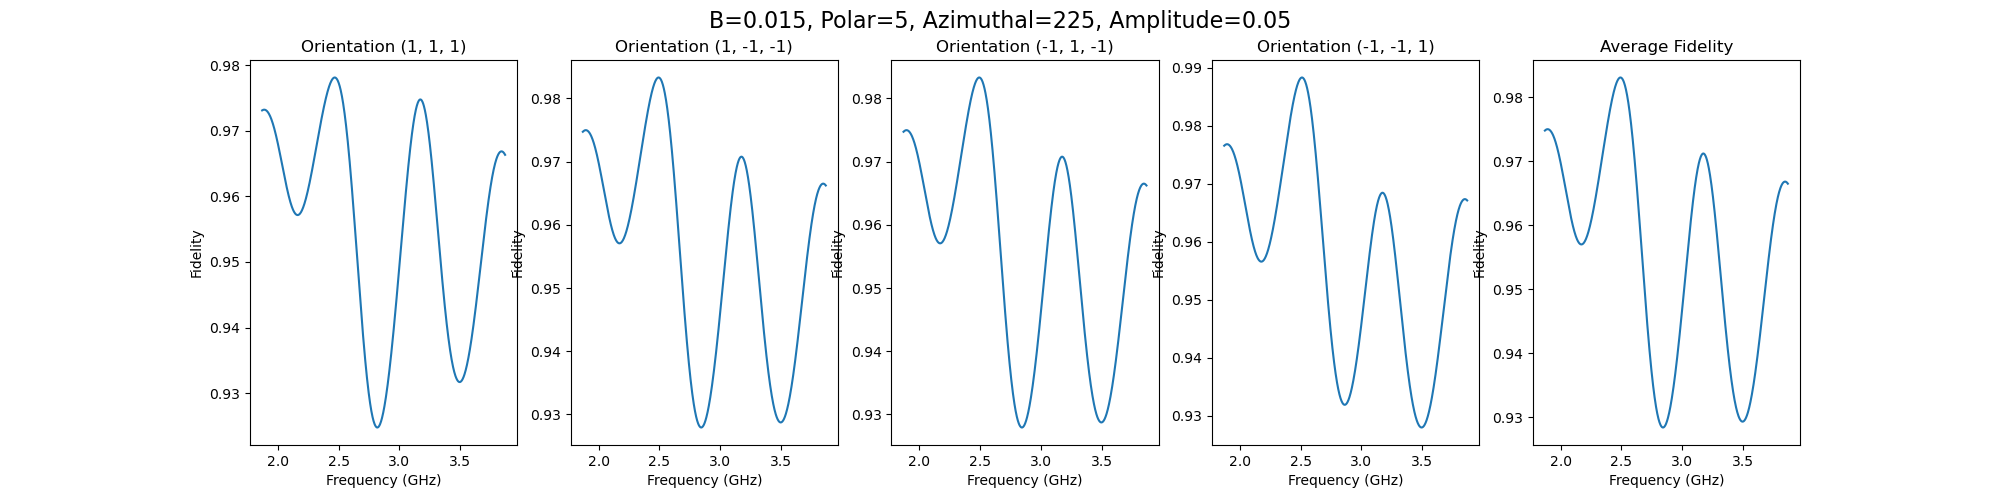 B=0.015, Polar=5, Azimuthal=225, Amplitude=0.05
Orientation (1, 1, 1)
0.98
0.97
0.96
0.95
0.94
0.93
Fidelity
2.0 2.5 3.0 3.5
Frequency (GHz)
Orientation (1, -1, -1)
0.98
0.97
0.96
0.95
0.94
0.93
Fidelity
2.0 2.5 3.0 3.5
Frequency (GHz)
Orientation (-1, 1, -1)
0.98
0.97
0.96
0.95
0.94
0.93
Fidelity
2.0 2.5 3.0 3.5
Frequency (GHz)
Orientation (-1, -1, 1)
0.99
0.98
0.97
0.96
0.95
0.94
0.93
Fidelity
2.0 2.5 3.0 3.5
Frequency (GHz)
Average Fidelity
0.98
0.97
0.96
0.95
0.94
0.93
Fidelity
2.0 2.5 3.0 3.5
Frequency (GHz)